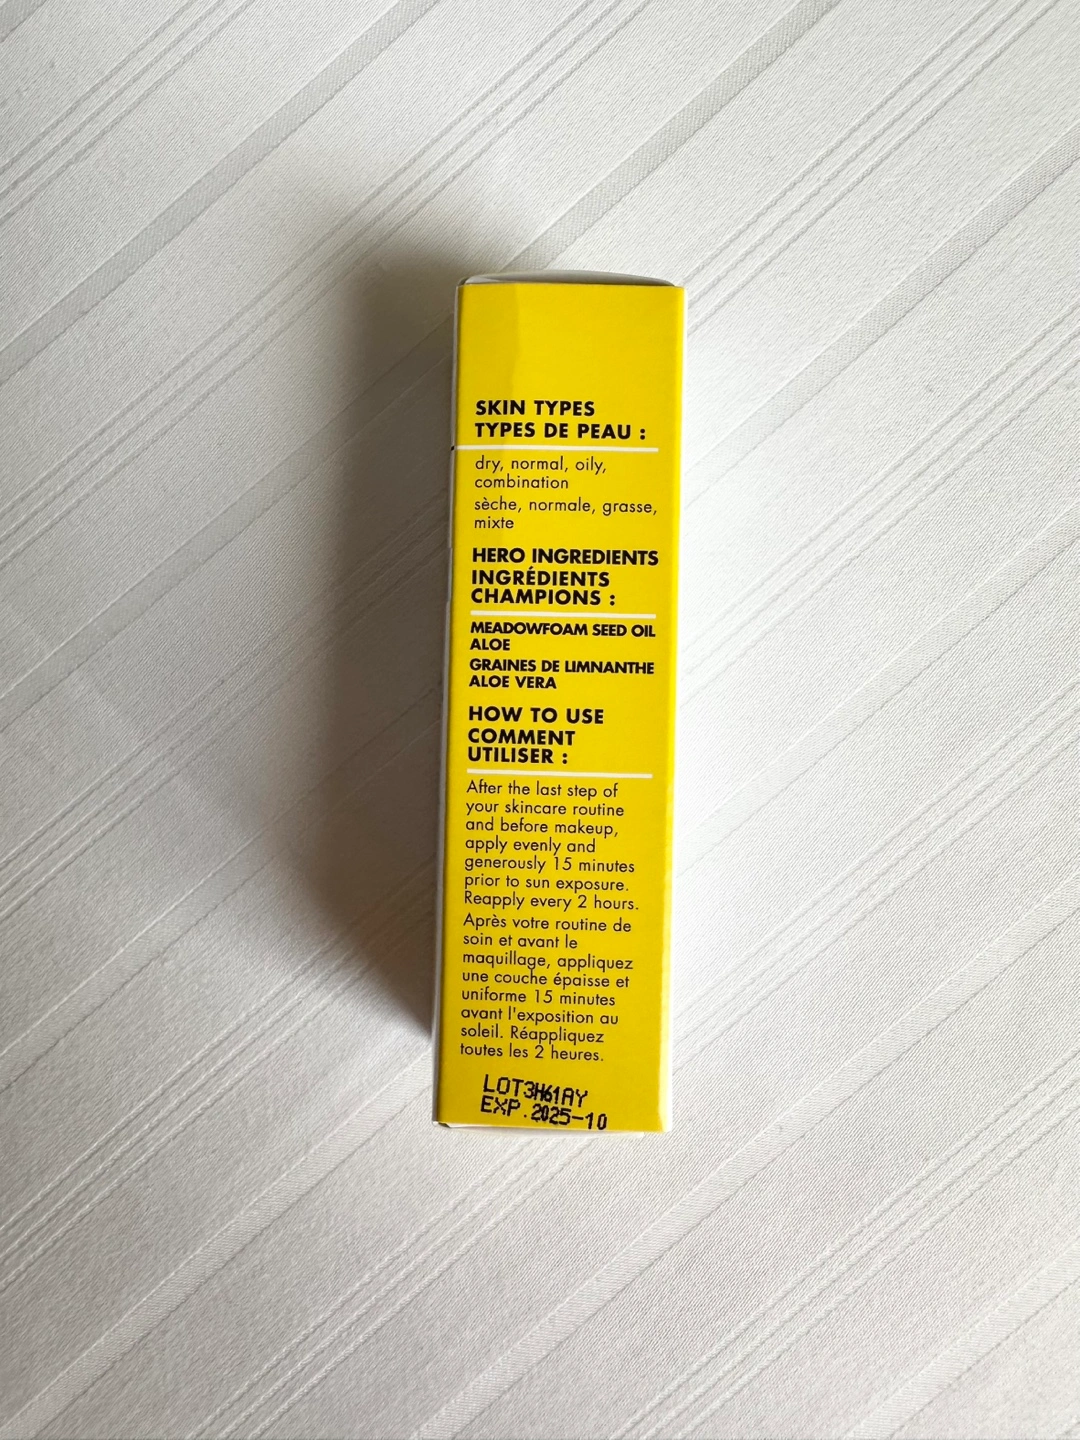 SKIN TYPES
TYPES DE PEAU :
dry, normal, oily,
combination
sèche, normale, grasse,
mixte
HERO INGREDIENTS
INGRÉDIENTS
CHAMPIONS :
MEADOWFOAM SEED OIL
ALOE
GRAINES DE LIMNANTHE
ALOE VERA
HOW TO USE
COMMENT
UTILISER :
After the last step of
your skincare routine
and before makeup,
apply evenly and
generously 15 minutes
prior to sun exposure.
Reapply every 2 hours.
Après votre routine de
soin et avant le
maquillage, appliquez
une couche épaisse et
uniforme 15 minutes
avant l'exposition au
soleil. Réappliquez
toutes les 2 heures.
LOT3H61AY
EXP.2025-10